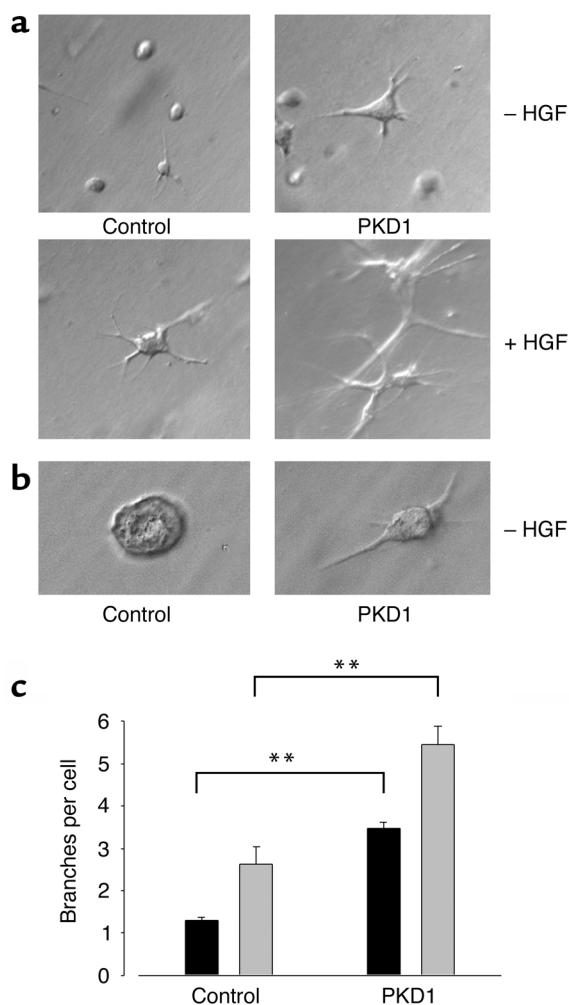 a
– HGF
Control PKD1
+ HGF
b
– HGF
Control PKD1
c
**
**
Branches per cell
6
5
4
3
2
1
0
Control PKD1